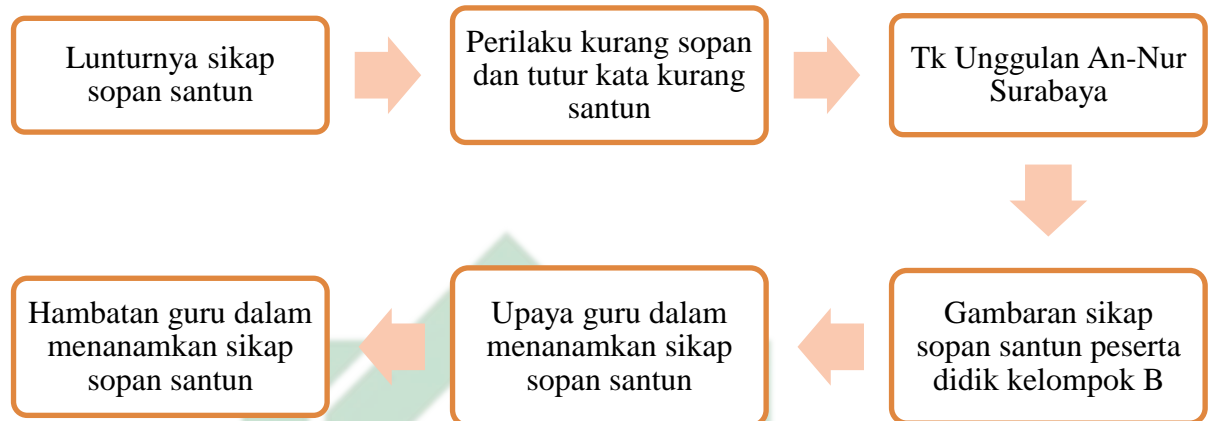 Lunturnya sikap
sopan santun
Perilaku kurang sopan
dan tutur kata kurang
santun
Tk Unggulan An-Nur
Surabaya
Gambaran sikap
sopan santun peserta
didik kelompok B
Upaya guru dalam
menanamkan sikap
sopan santun
Hambatan guru dalam
menanamkan sikap
sopan santun